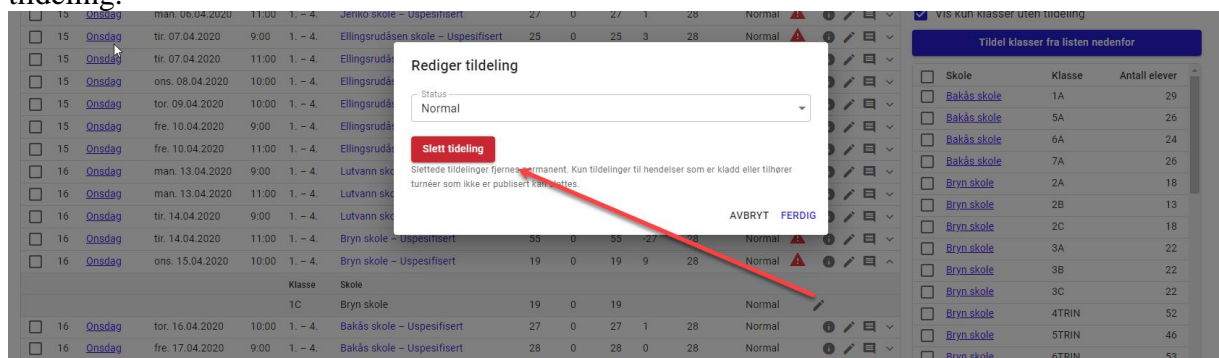 tildeling.
15 Onsdag man. 06.04.2020 11:00 1. – 4. Jeriko skole – Uspesifisert 27 0 27 1 28 Normal
Vis kun klasser uten tildeling
15 Onsdag tir. 07.04.2020 9:00 1. – 4. Ellingsrudåsen skole – Uspesifisert 25 0 25 3 28 Normal
Tildel klasser fra listen nedenfor
15 Onsdag tir. 07.04.2020 11:00 1. – 4. Ellingsrudås
15 Onsdag ons. 08.04.2020 10:00 1. – 4. Ellingsrudås
15 Onsdag tor. 09.04.2020 10:00 1. – 4. Ellingsrudås
15 Onsdag fre. 10.04.2020 9:00 1. – 4. Ellingsrudås
15 Onsdag fre. 10.04.2020 11:00 1. – 4. Ellingsrudås
16 Onsdag man. 13.04.2020 9:00 1. – 4. Lutvann sko
16 Onsdag man. 13.04.2020 11:00 1. – 4. Lutvann sko
16 Onsdag tir. 14.04.2020 9:00 1. – 4. Lutvann sko
16 Onsdag tir. 14.04.2020 11:00 1. – 4. Bryn skole – Uspesifisert 55 0 55 -27 28 Normal
16 Onsdag ons. 15.04.2020 10:00 1. – 4. Bryn skole – Uspesifisert 19 0 19 9 28 Normal
Klasse Skole
1C Bryn skole 19 0 19 Normal
16 Onsdag tor. 16.04.2020 10:00 1. – 4. Bakås skole – Uspesifisert 27 0 27 1 28 Normal
16 Onsdag fre. 17.04.2020 9:00 1. – 4. Bakås skole – Uspesifisert 28 0 28 0 28 Normal
Rediger tildeling
Status
Normal
Slett tideling
Slettede tildelinger fjernes permanent. Kun tildelinger til hendelser som er kladd eller tilhører
turnéer som ikke er publisert kan slettes.
AVBRYT FERDIG
Skole Klasse Antall elever
Bakås skole 1A 29
Bakås skole 5A 26
Bakås skole 6A 24
Bakås skole 7A 26
Bryn skole 2A 18
Bryn skole 2B 13
Bryn skole 2C 18
Bryn skole 3A 22
Bryn skole 3B 22
Bryn skole 3C 22
Bryn skole 4TRIN 52
Bryn skole 5TRIN 46
Bryn skole 6TRIN 53